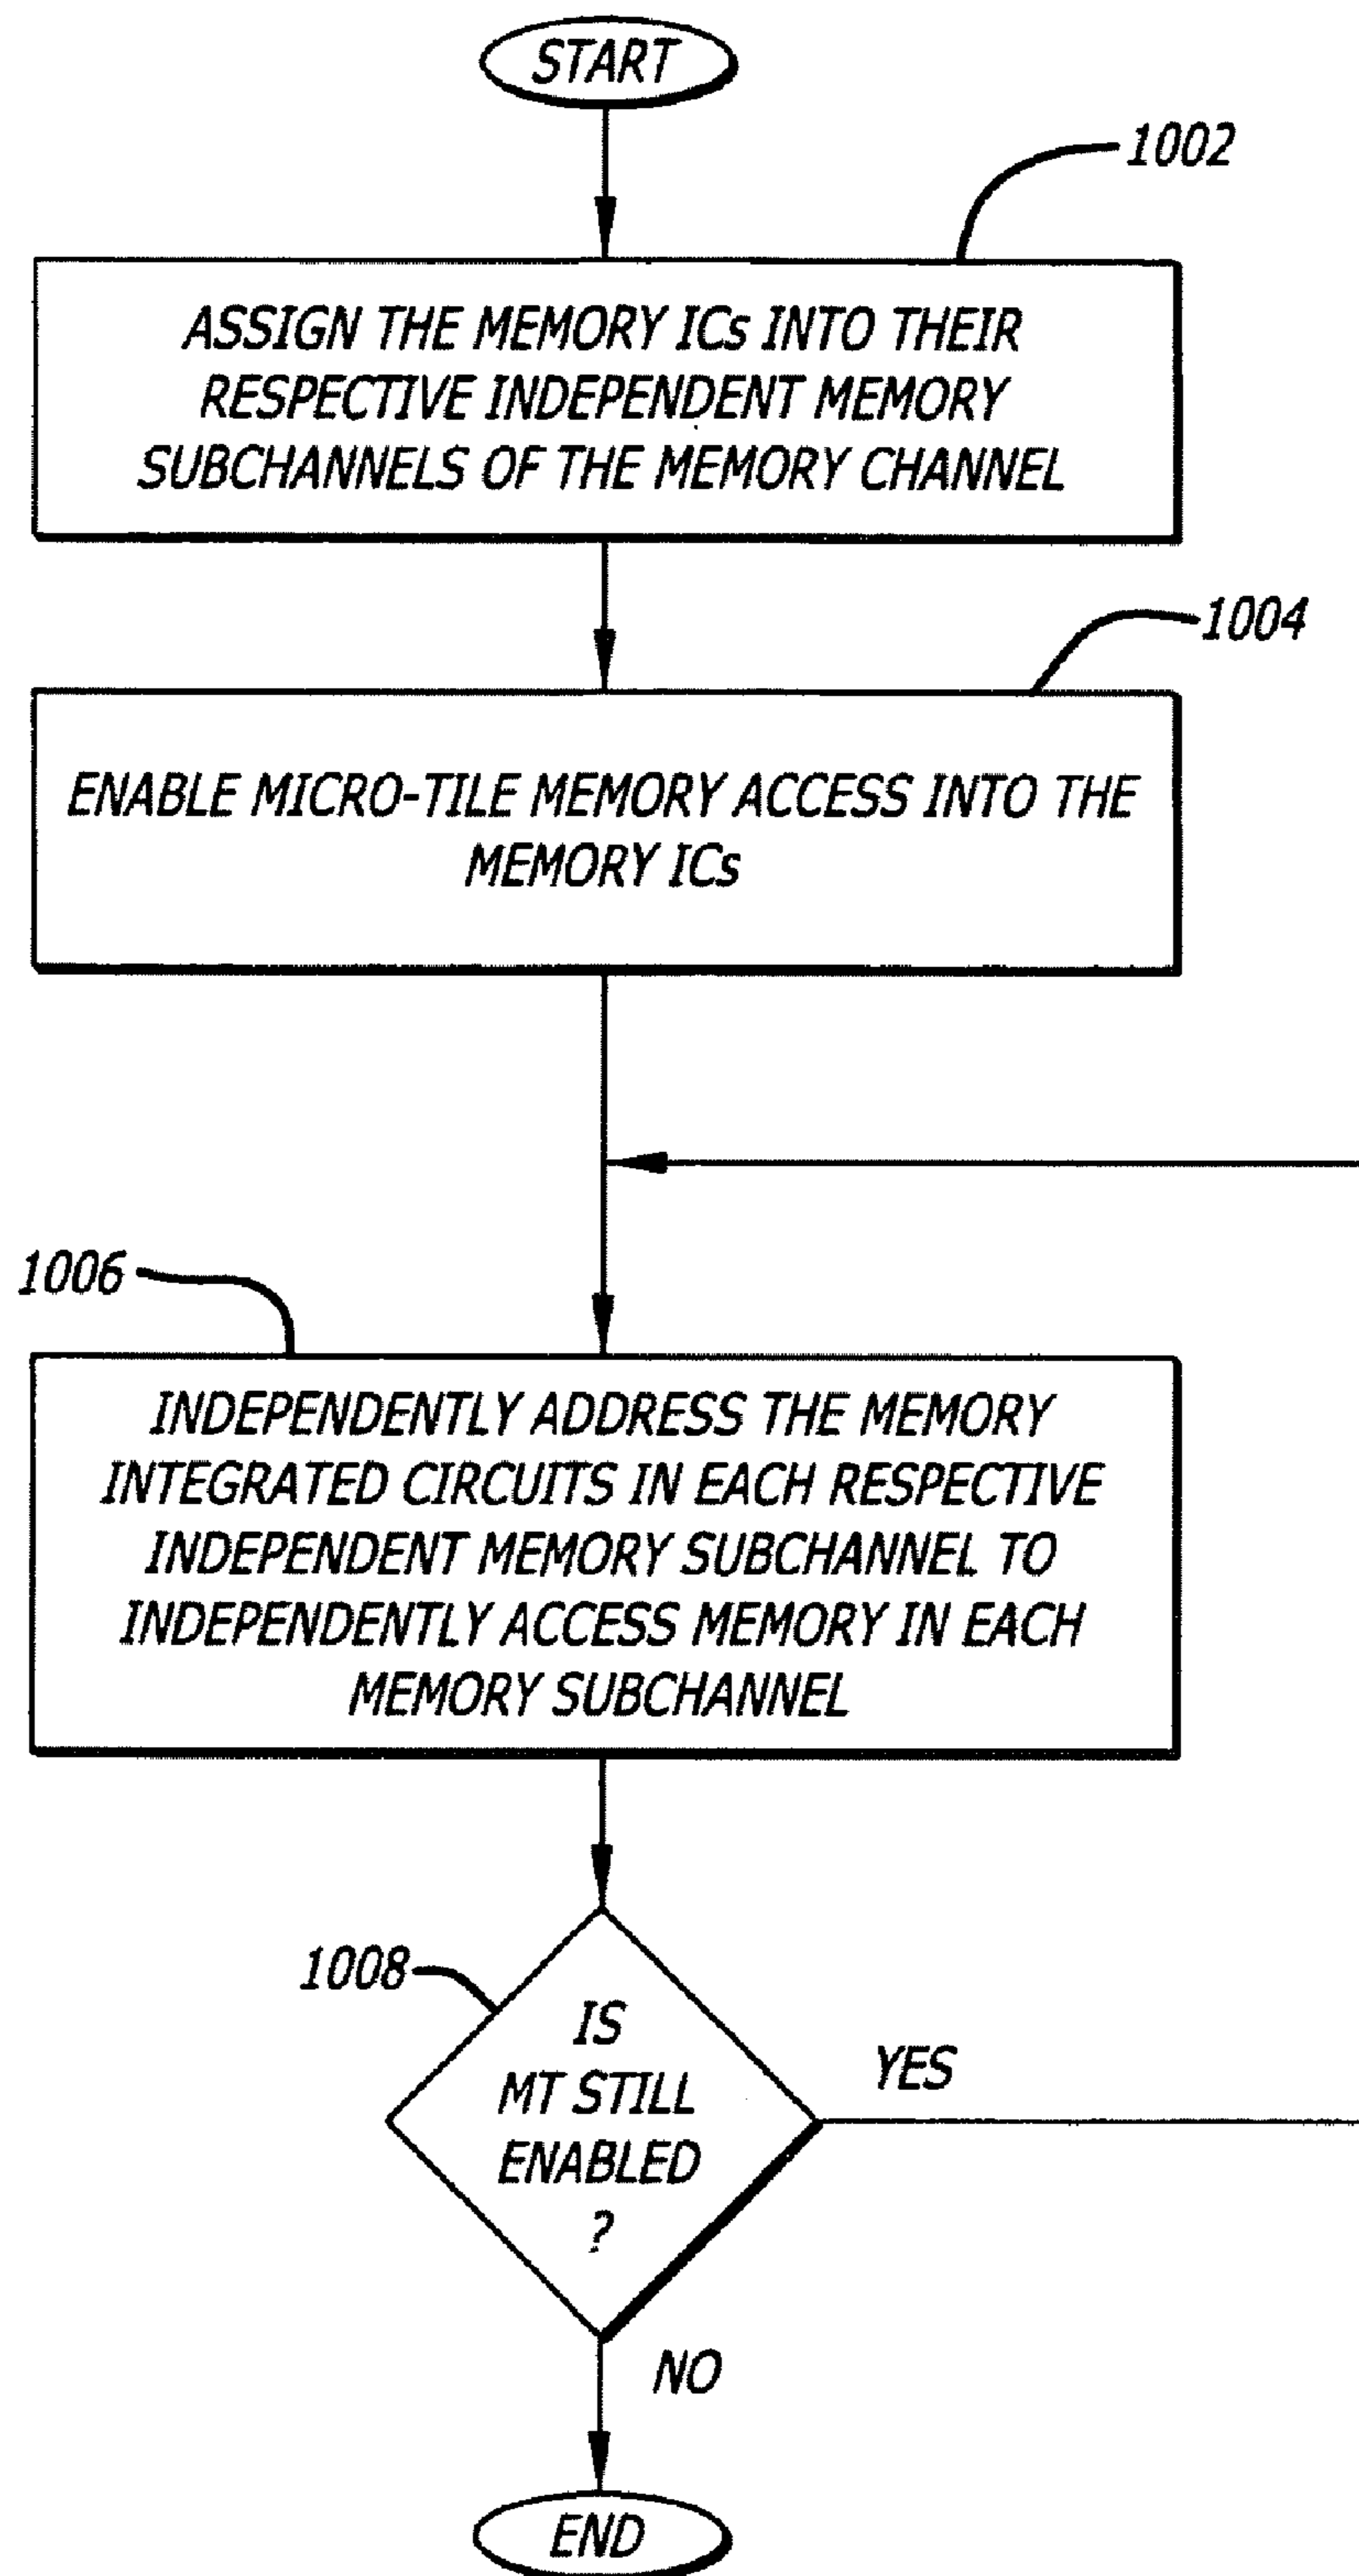 START
1002
ASSIGN THE MEMORY ICs INTO THEIR
RESPECTIVE INDEPENDENT MEMORY
SUBCHANNELS OF THE MEMORY CHANNEL
1004
ENABLE MICRO-TILE MEMORY ACCESS INTO THE
MEMORY ICs
1006
INDEPENDENTLY ADDRESS THE MEMORY
INTEGRATED CIRCUITS IN EACH RESPECTIVE
INDEPENDENT MEMORY SUBCHANNEL TO
INDEPENDENTLY ACCESS MEMORY IN EACH
MEMORY SUBCHANNEL
1008
IS
MT STILL
ENABLED
?
YES
NO
END